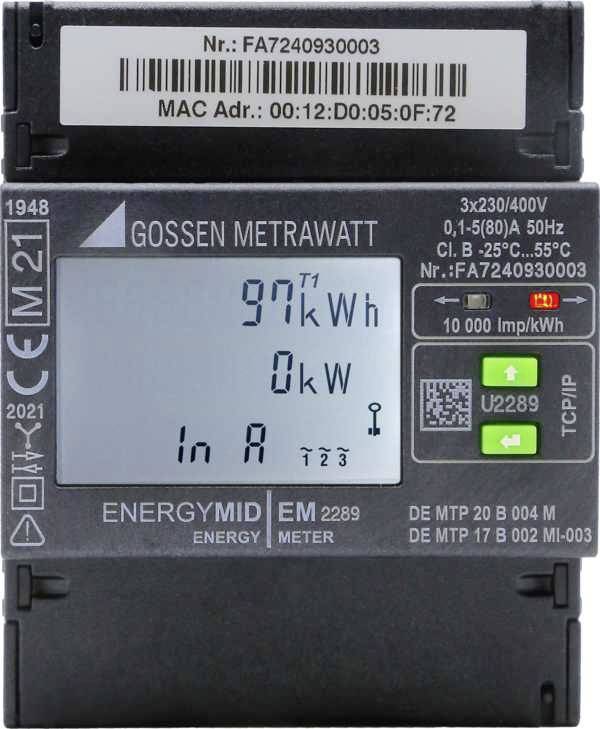 Nr.: FA7240930003
MAC Adr.: 00:12:D0:05:0F:72
1948
M 21
CE
2021
GOSSEN METRAWATT
3x230/400V
0,1-5(80)A 50Hz
Cl. B -25°C...55°C
Nr.:FA7240930003
10 000 Imp/kWh
T1
97kWh
0kW
In A 1 2 3
U2289
TCP/IP
ENERGYMID EM 2289
ENERGY METER
DE MTP 20 B 004 M
DE MTP 17 B 002 MI-003